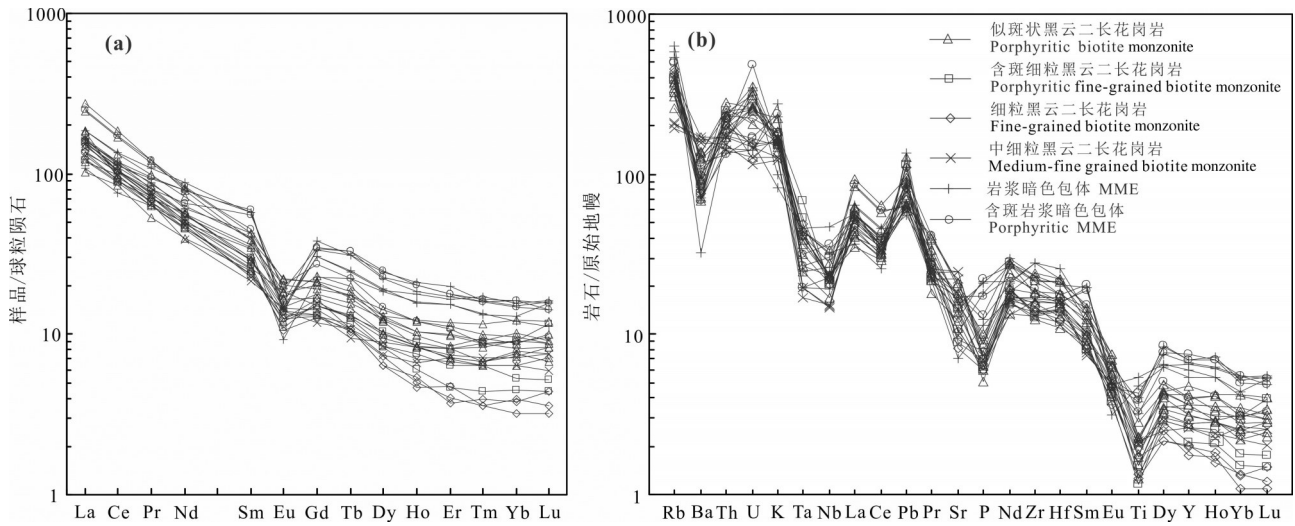 (a)
1000
100
10
1
样品/球粒陨石
La Ce Pr Nd Sm Eu Gd Tb Dy Ho Er Tm Yb Lu
(b)
1000
100
10
1
岩石/原始地幔
似斑状黑云二长花岗岩
Porphyritic biotite monzonite
含斑细粒黑云二长花岗岩
Porphyritic fine-grained biotite monzonite
细粒黑云二长花岗岩
Fine-grained biotite monzonite
中细粒黑云二长花岗岩
Medium-fine grained biotite monzonite
岩浆暗色包体 MME
含斑岩浆暗色包体
Porphyritic MME
Rb Ba Th U K Ta Nb La Ce Pb Pr Sr P Nd Zr Hf Sm Eu Ti Dy Y Ho Yb Lu